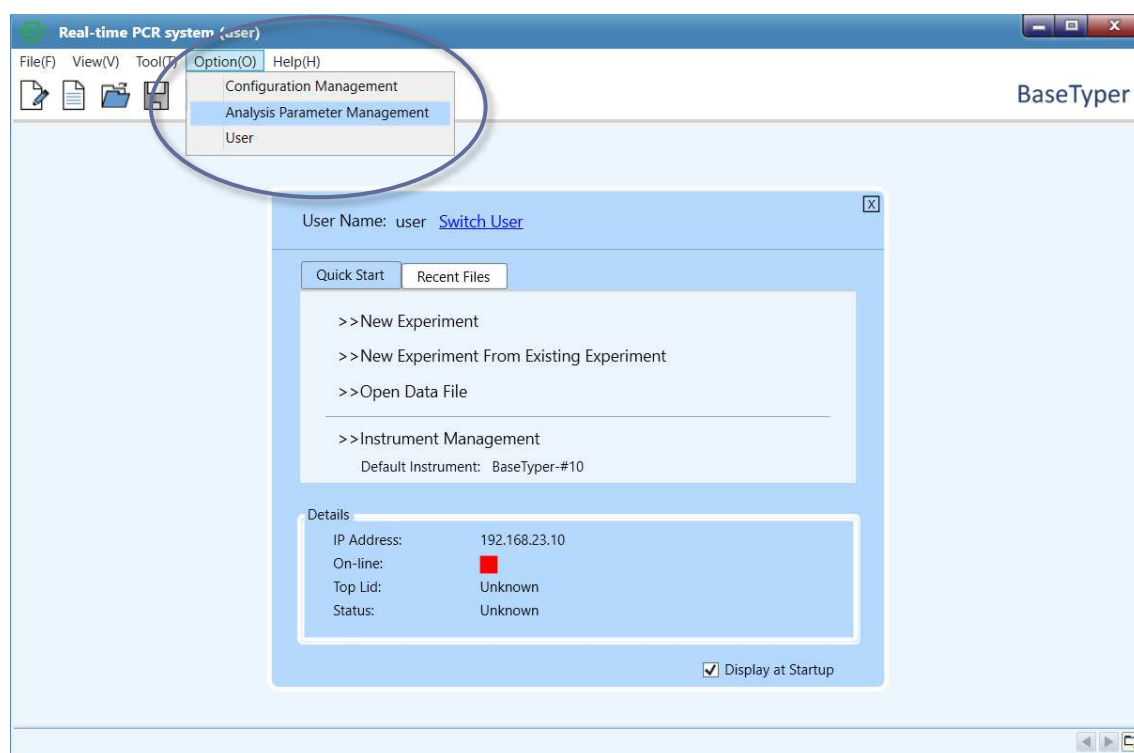 Real-time PCR system (user)
X
File(F) View(V) Tool(T) Option(O) Help(H)
Configuration Management
Analysis Parameter Management
User
BaseTyper
X
User Name: user Switch User
Quick Start Recent Files
>>New Experiment
>>New Experiment From Existing Experiment
>>Open Data File
>>Instrument Management
Default Instrument: BaseTyper-#10
Details
IP Address: 192.168.23.10
On-line:
Top Lid: Unknown
Status: Unknown
Display at Startup